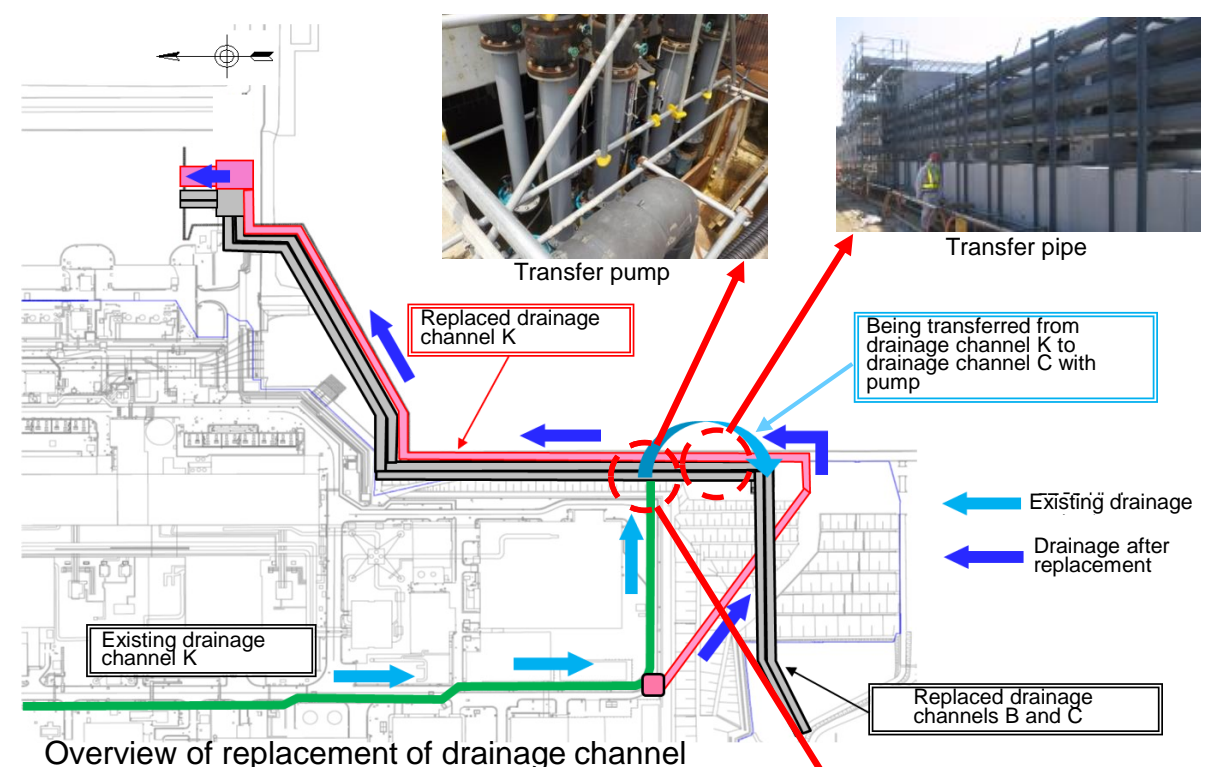 Transfer pump
Transfer pipe
Replaced drainage
channel K
Being transferred from
drainage channel K to
drainage channel C with
pump
Existing drainage
Drainage after
replacement
Existing drainage
channel K
Replaced drainage
channels B and C
Overview of replacement of drainage channel